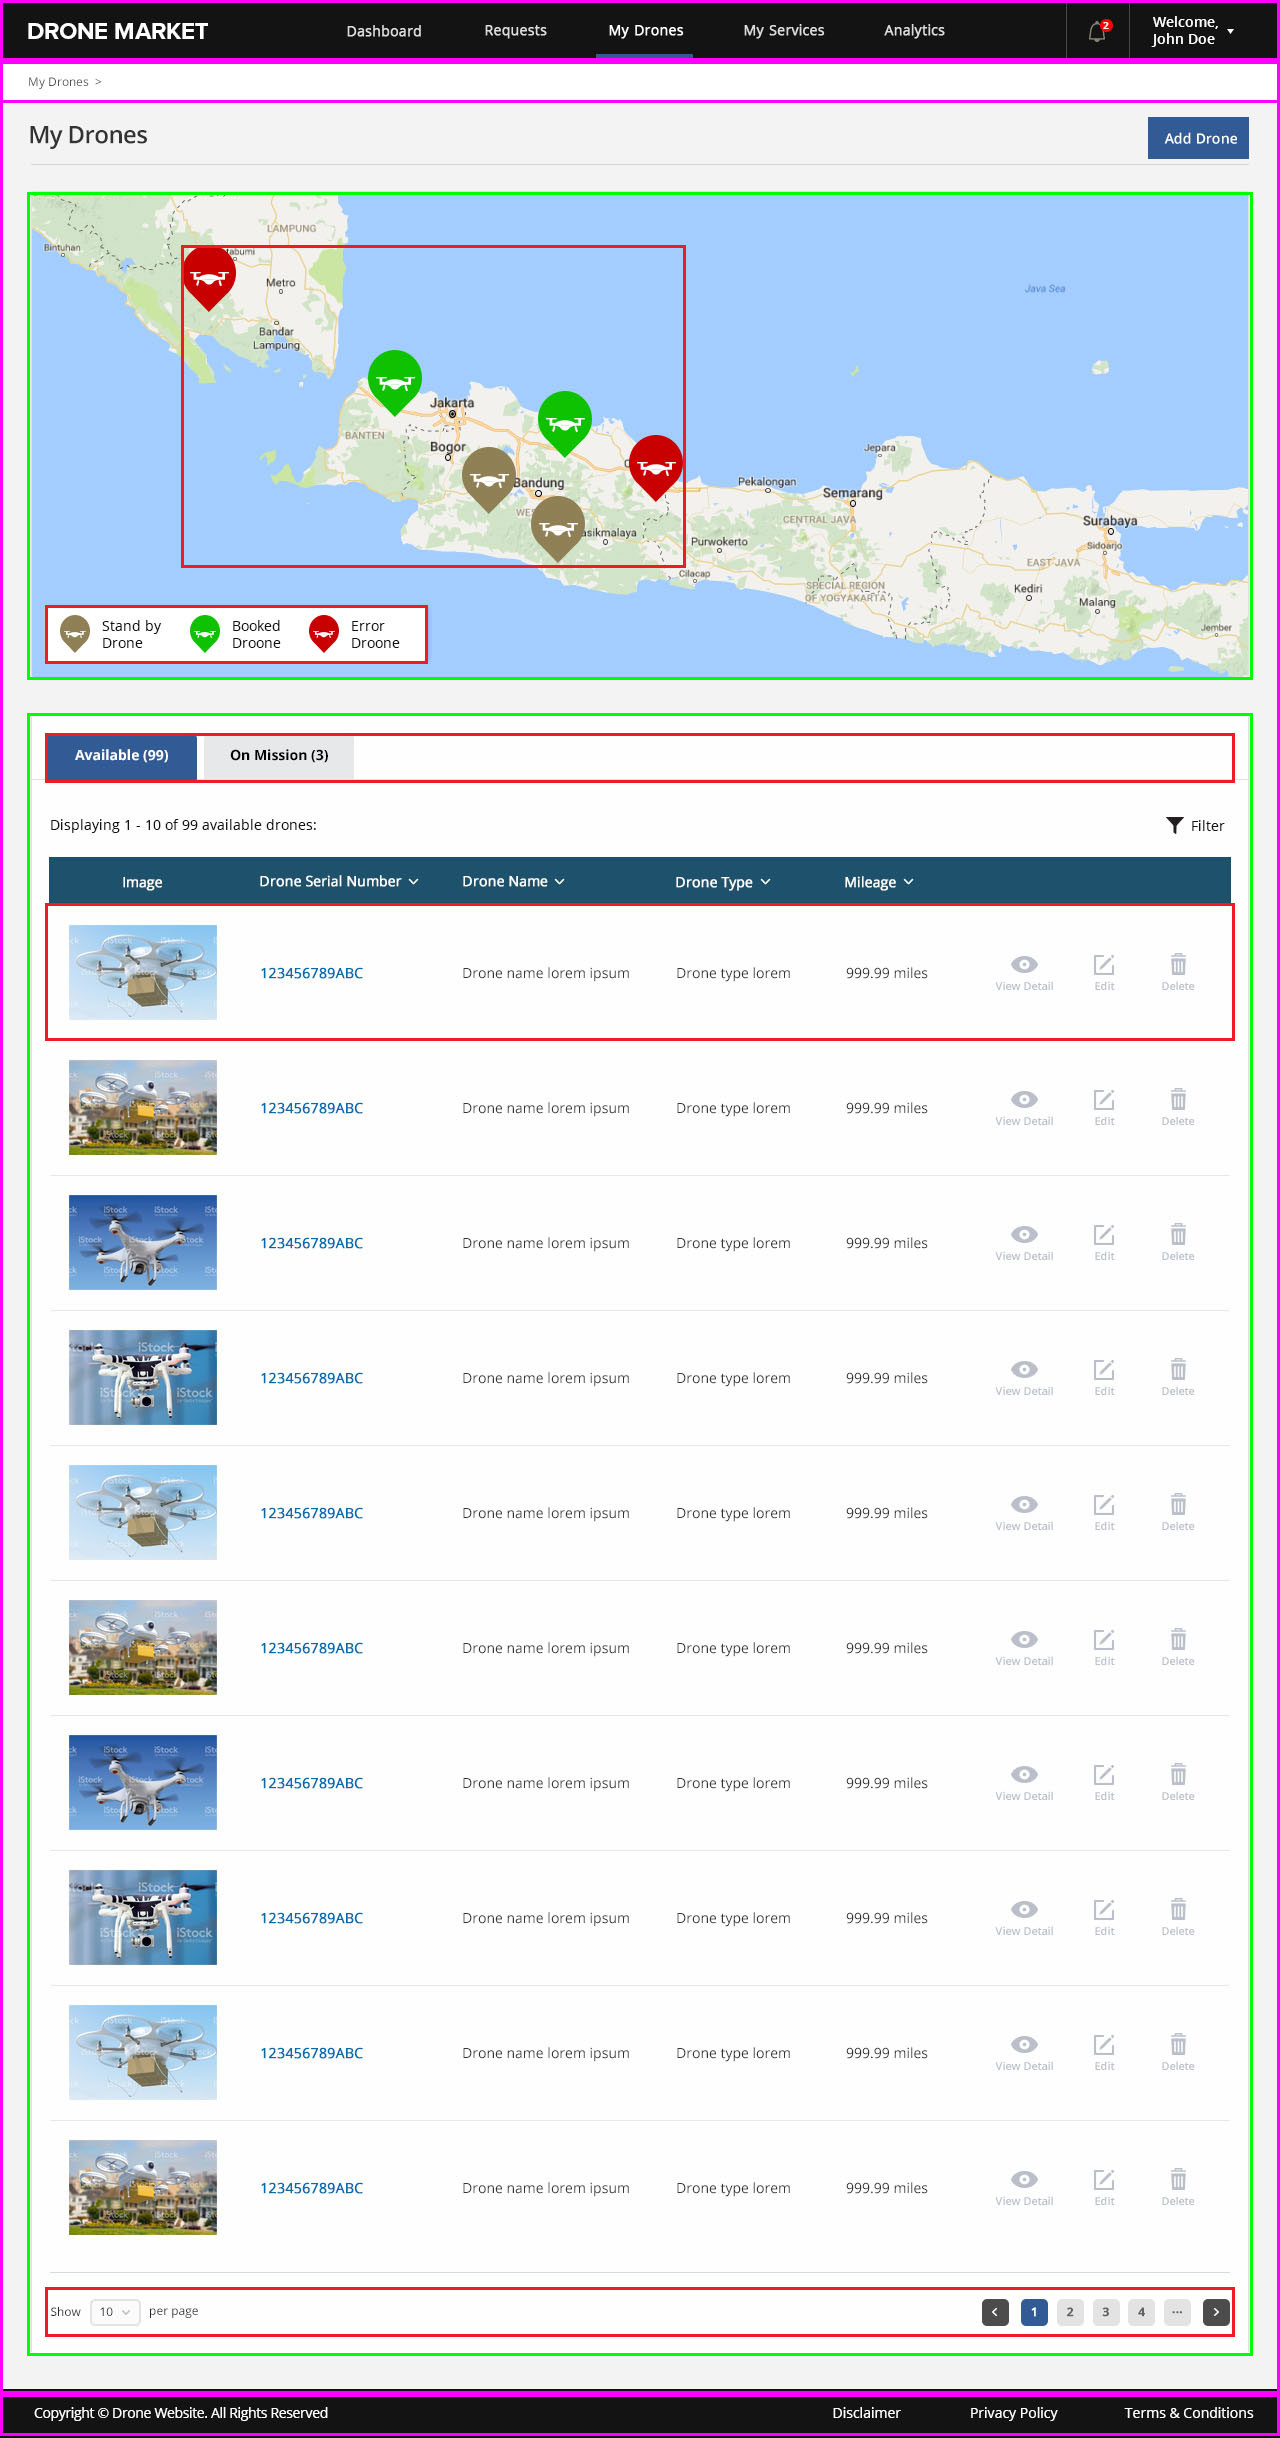 DRONE MARKET
Dashboard
Requests
My Drones
My Services
Analytics
2
Welcome,
John Doe
My Drones >
My Drones
Add Drone
LAMPUNG
Bintuhan
Metro
Java Sea
Bandar
Lampung
Jakarta
BANTEN
Bogor
Jepara
Bandung
Pekalongan
Semarang
CENTRAL JAVA
Surabaya
asikmalaya
Purwokerto
Sidoarjo
EAST JAVA
Cilacap
SPECIAL REGION
OF YOGYAKARTA
Kediri
Malang
Jember
Stand by
Drone
Booked
Droone
Error
Droone
Available (99)
On Mission (3)
Displaying 1 - 10 of 99 available drones:
Filter
Image Drone Serial Number Drone Name Drone Type Mileage
123456789ABC Drone name lorem ipsum Drone type lorem 999.99 miles View Detail Edit Delete
123456789ABC Drone name lorem ipsum Drone type lorem 999.99 miles View Detail Edit Delete
123456789ABC Drone name lorem ipsum Drone type lorem 999.99 miles View Detail Edit Delete
123456789ABC Drone name lorem ipsum Drone type lorem 999.99 miles View Detail Edit Delete
123456789ABC Drone name lorem ipsum Drone type lorem 999.99 miles View Detail Edit Delete
123456789ABC Drone name lorem ipsum Drone type lorem 999.99 miles View Detail Edit Delete
123456789ABC Drone name lorem ipsum Drone type lorem 999.99 miles View Detail Edit Delete
123456789ABC Drone name lorem ipsum Drone type lorem 999.99 miles View Detail Edit Delete
123456789ABC Drone name lorem ipsum Drone type lorem 999.99 miles View Detail Edit Delete
123456789ABC Drone name lorem ipsum Drone type lorem 999.99 miles View Detail Edit Delete
Show 10 per page
1 2 3 4 ...
Copyright © Drone Website. All Rights Reserved
Disclaimer
Privacy Policy
Terms & Conditions